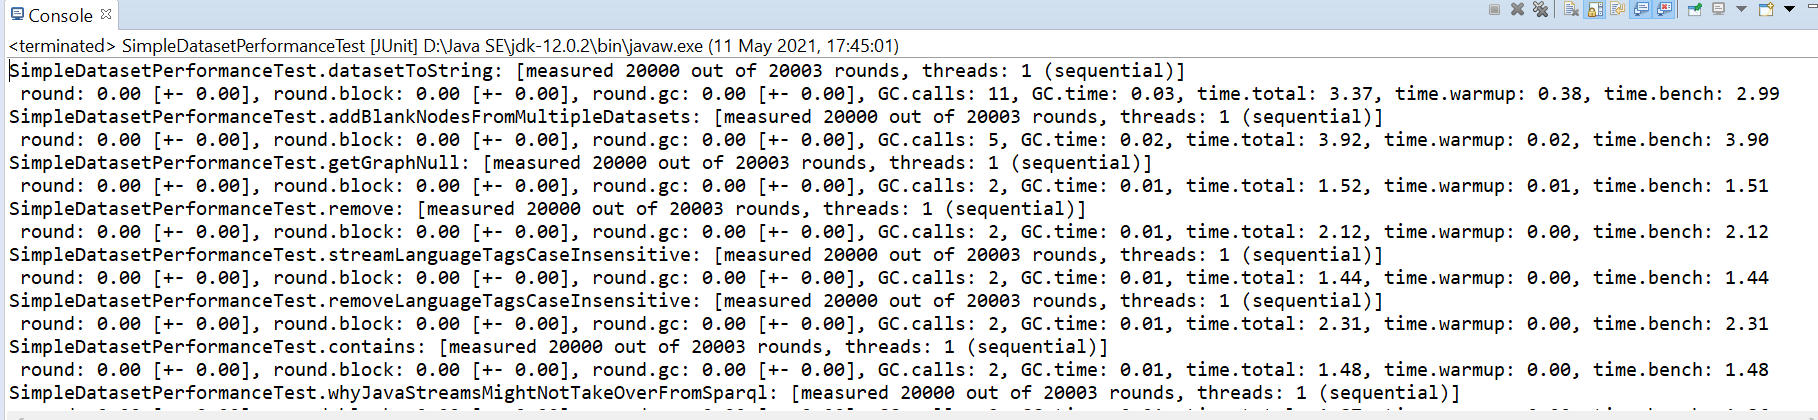 Console
<terminated> SimpleDatasetPerformanceTest [JUnit] D:\Java SE\jdk-12.0.2\bin\javaw.exe (11 May 2021, 17:45:01)
SimpleDatasetPerformanceTest.datasetToString: [measured 20000 out of 20003 rounds, threads: 1 (sequential)]
round: 0.00 [+- 0.00], round.block: 0.00 [+- 0.00], round.gc: 0.00 [+- 0.00], GC.calls: 11, GC.time: 0.03, time.total: 3.37, time.warmup: 0.38, time.bench: 2.99
SimpleDatasetPerformanceTest.addBlankNodesFromMultipleDatasets: [measured 20000 out of 20003 rounds, threads: 1 (sequential)]
round: 0.00 [+- 0.00], round.block: 0.00 [+- 0.00], round.gc: 0.00 [+- 0.00], GC.calls: 5, GC.time: 0.02, time.total: 3.92, time.warmup: 0.02, time.bench: 3.90
SimpleDatasetPerformanceTest.getGraphNull: [measured 20000 out of 20003 rounds, threads: 1 (sequential)]
round: 0.00 [+- 0.00], round.block: 0.00 [+- 0.00], round.gc: 0.00 [+- 0.00], GC.calls: 2, GC.time: 0.01, time.total: 1.52, time.warmup: 0.01, time.bench: 1.51
SimpleDatasetPerformanceTest.remove: [measured 20000 out of 20003 rounds, threads: 1 (sequential)]
round: 0.00 [+- 0.00], round.block: 0.00 [+- 0.00], round.gc: 0.00 [+- 0.00], GC.calls: 2, GC.time: 0.01, time.total: 2.12, time.warmup: 0.00, time.bench: 2.12
SimpleDatasetPerformanceTest.streamLanguageTagsCaseInsensitive: [measured 20000 out of 20003 rounds, threads: 1 (sequential)]
round: 0.00 [+- 0.00], round.block: 0.00 [+- 0.00], round.gc: 0.00 [+- 0.00], GC.calls: 2, GC.time: 0.01, time.total: 1.44, time.warmup: 0.00, time.bench: 1.44
SimpleDatasetPerformanceTest.removeLanguageTagsCaseInsensitive: [measured 20000 out of 20003 rounds, threads: 1 (sequential)]
round: 0.00 [+- 0.00], round.block: 0.00 [+- 0.00], round.gc: 0.00 [+- 0.00], GC.calls: 2, GC.time: 0.01, time.total: 2.31, time.warmup: 0.00, time.bench: 2.31
SimpleDatasetPerformanceTest.contains: [measured 20000 out of 20003 rounds, threads: 1 (sequential)]
round: 0.00 [+- 0.00], round.block: 0.00 [+- 0.00], round.gc: 0.00 [+- 0.00], GC.calls: 2, GC.time: 0.01, time.total: 1.48, time.warmup: 0.00, time.bench: 1.48
SimpleDatasetPerformanceTest.whyJavaStreamsMightNotTakeOverFromSparql: [measured 20000 out of 20003 rounds, threads: 1 (sequential)]